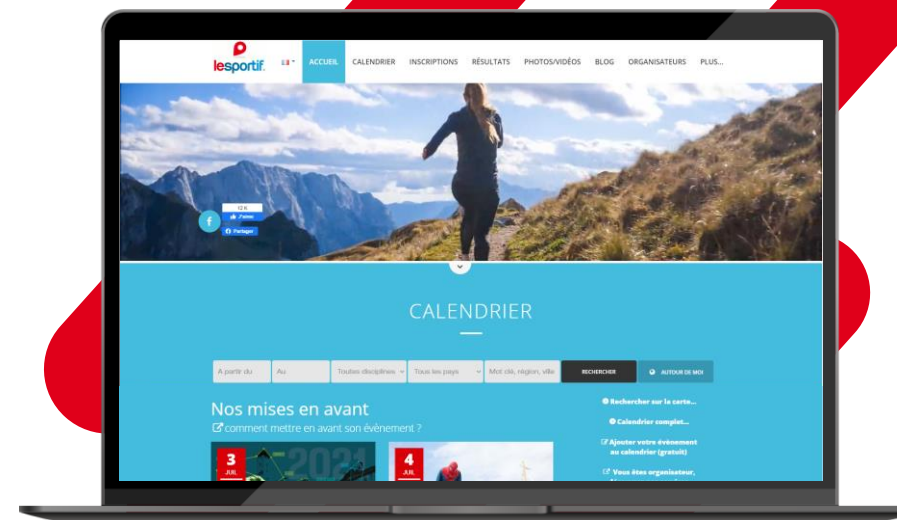 lesportif.
ACCUEIL CALENDRIER INSCRIPTIONS RÉSULTATS PHOTOS/VIDÉOS BLOG ORGANISATEURS PLUS...
10 K
J'aime
Partager
CALENDRIER
A partir du Au Toutes disciplines Tous les pays Mot clé, région, ville RECHERCHER AUTOUR DE MOI
Nos mises en avant
comment mettre en avant son évènement ?
Rechercher sur la carte...
Calendrier complet...
Ajouter votre évènement
au calendrier (gratuit)
Vous êtes organisateur,
3
JUIL
2021
4
JUIL